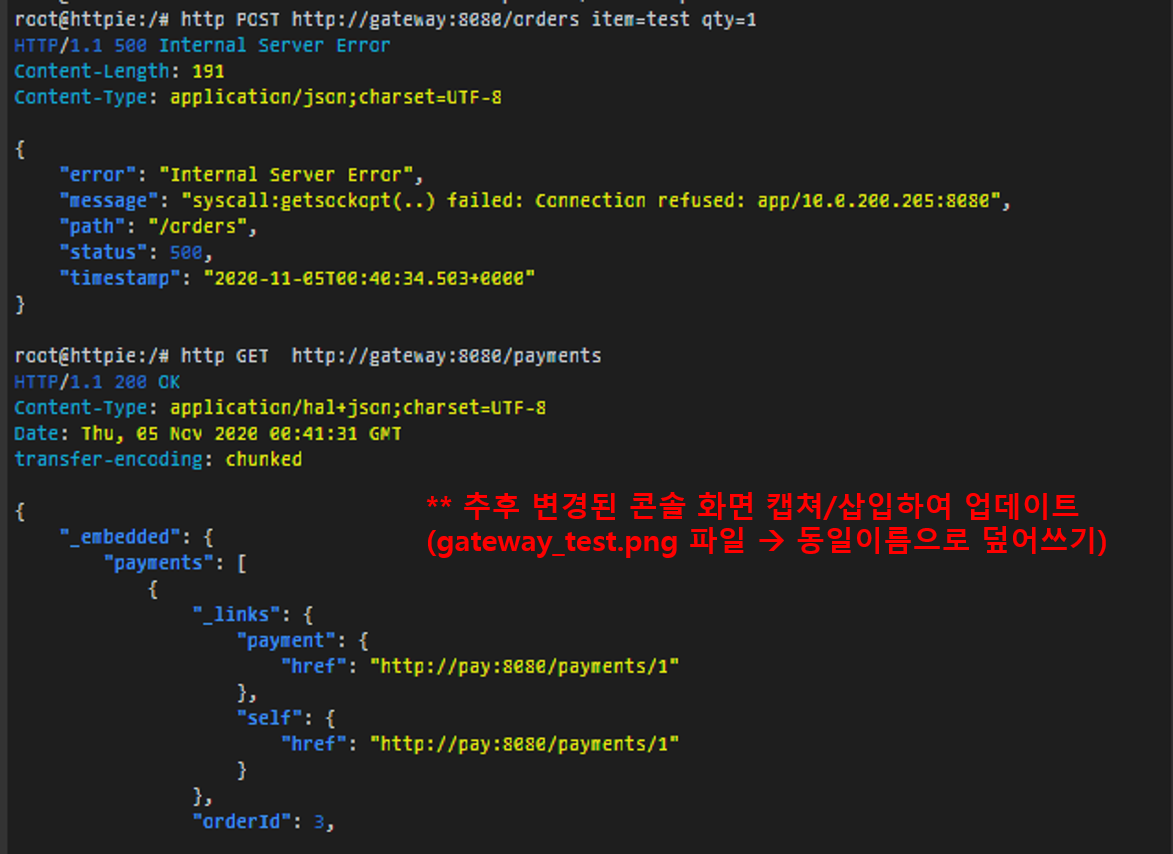 root@httpie:/# http POST http://gateway:8080/orders item=test qty=1
HTTP/1.1 500 Internal Server Error
Content-Length: 191
Content-Type: application/json;charset=UTF-8
{
    "error": "Internal Server Error",
    "message": "syscall:getsockopt(..) failed: Connection refused: app/10.0.200.205:8080",
    "path": "/orders",
    "status": 500,
    "timestamp": "2020-11-05T00:40:34.503+0000"
}
root@httpie:/# http GET  http://gateway:8080/payments
HTTP/1.1 200 OK
Content-Type: application/hal+json;charset=UTF-8
Date: Thu, 05 Nov 2020 00:41:31 GMT
transfer-encoding: chunked
** 추후 변경된 콘솔 화면 캡쳐/삽입하여 업데이트
(gateway_test.png 파일 → 동일이름으로 덮어쓰기)
{
    "_embedded": {
        "payments": [
            {
                "_links": {
                    "payment": {
                        "href": "http://pay:8080/payments/1"
                    },
                    "self": {
                        "href": "http://pay:8080/payments/1"
                    }
                },
                "orderId": 3,